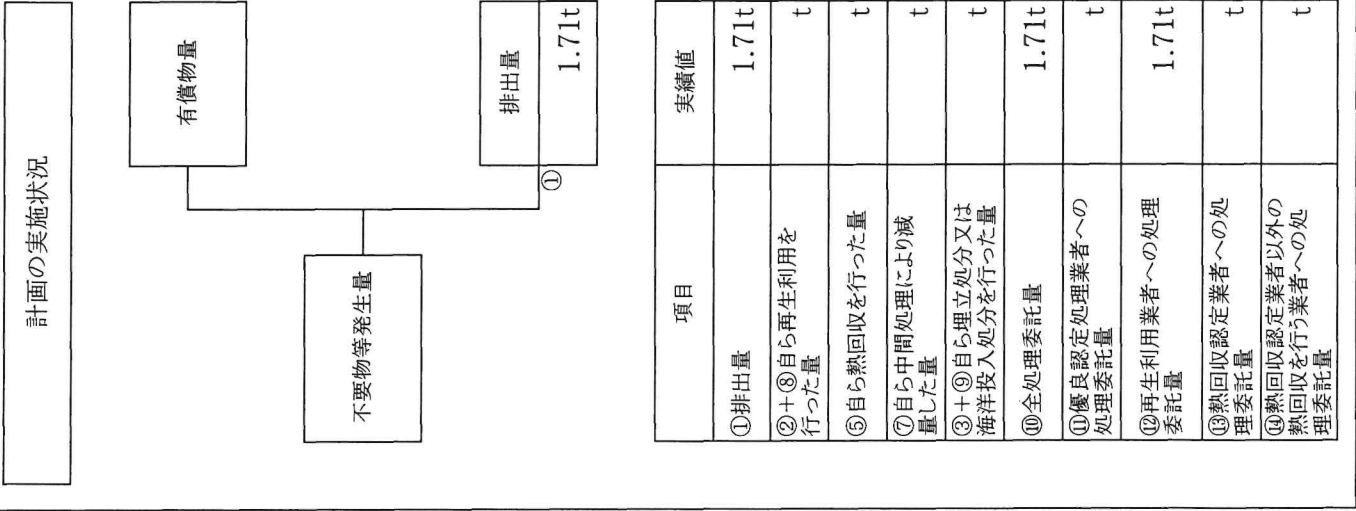 計画の実施状況
有償物量
不要物等発生量
排出量
①
1.71t
項目
実績値
①排出量
1.71t
②+⑧自ら再生利用を
行った量
t
⑤自ら熱回収を行った量
t
⑦自ら中間処理により減
量した量
t
③+⑨自ら埋立処分又は
海洋投入処分を行った量
t
⑩全処理委託量
1.71t
⑪優良認定処理業者への
処理委託量
t
⑫再生利用業者への処理
委託量
1.71t
⑬熱回収認定業者への処
理委託量
t
⑭熱回収認定業者以外の
熱回収を行う業者への処
理委託量
t